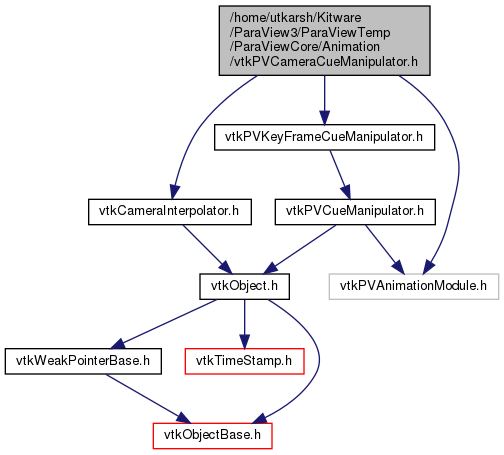 /home/utkarsh/Kitware
/ParaView3/ParaViewTemp
/ParaViewCore/Animation
/vtkPVCameraCueManipulator.h
vtkPVKeyFrameCueManipulator.h
vtkCameraInterpolator.h
vtkPVCueManipulator.h
vtkObject.h
vtkPVAnimationModule.h
vtkWeakPointerBase.h
vtkTimeStamp.h
vtkObjectBase.h